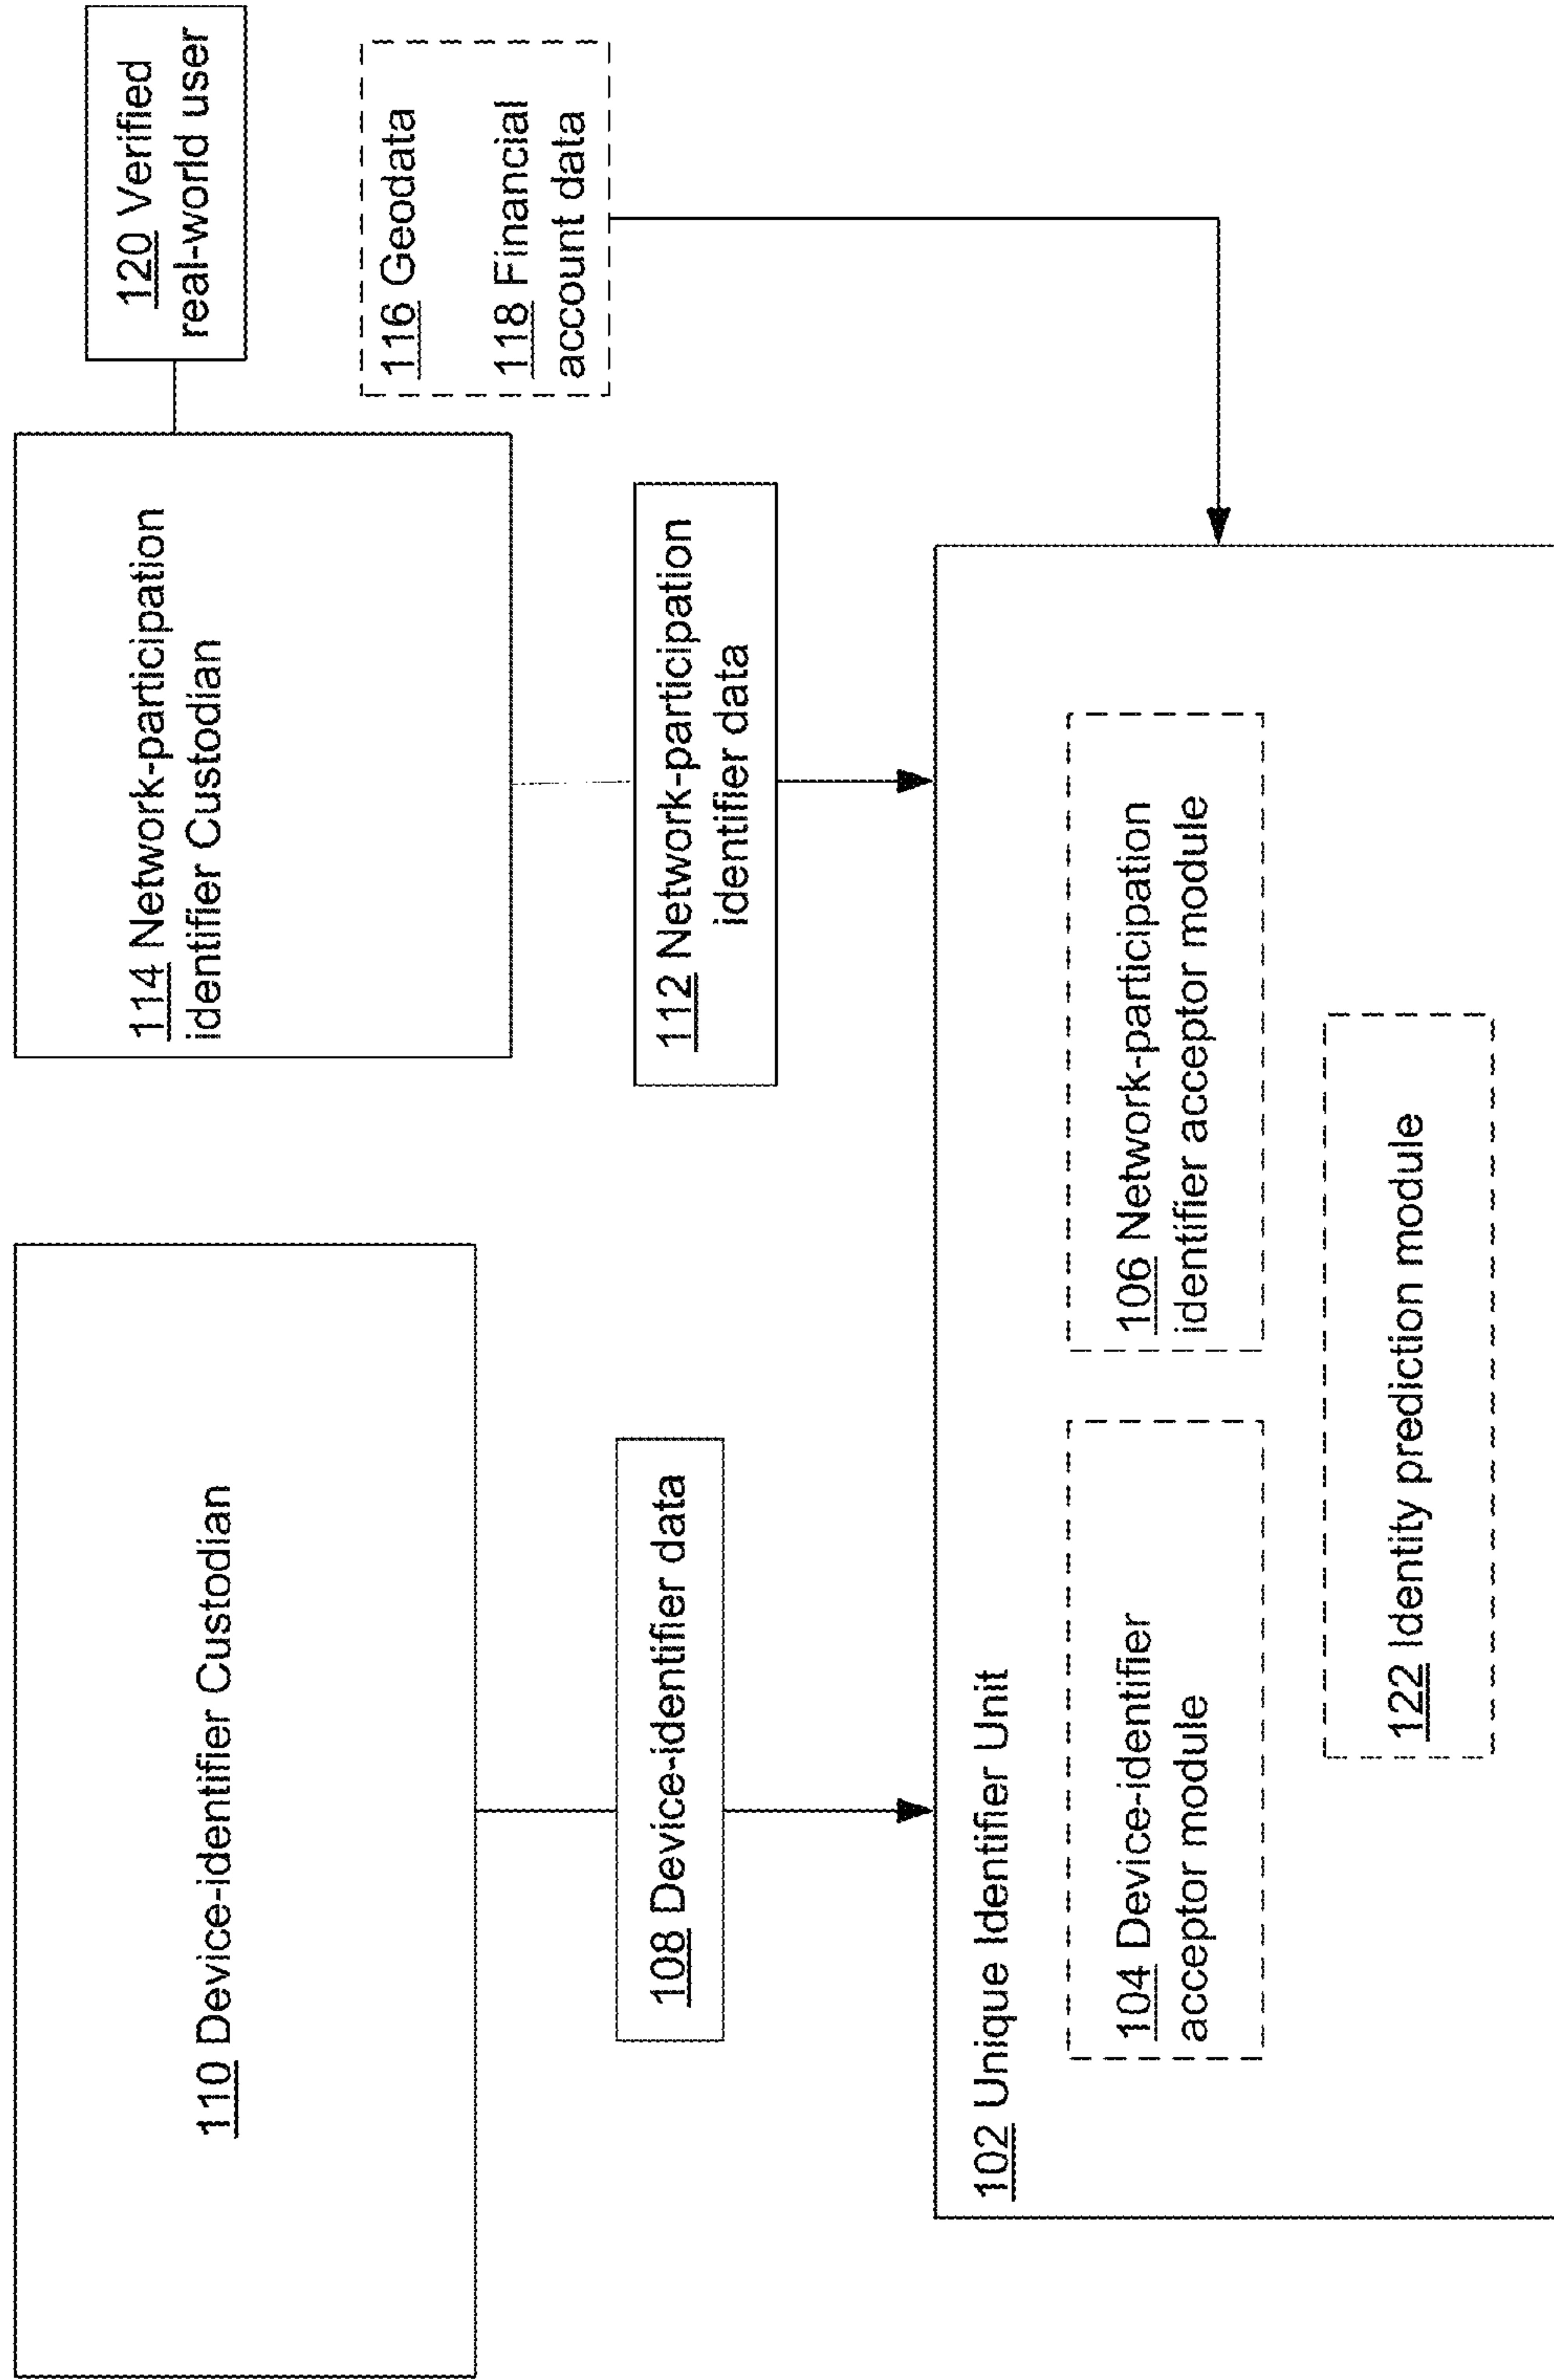 110 Device-identifier Custodian
114 Network-participation
identifier Custodian
120 Verified
real-world user
108 Device-identifier data
112 Network-participation
identifier data
116 Geodata
118 Financial
account data
102 Unique Identifier Unit
104 Device-identifier
acceptor module
106 Network-participation
identifier acceptor module
122 Identity prediction module